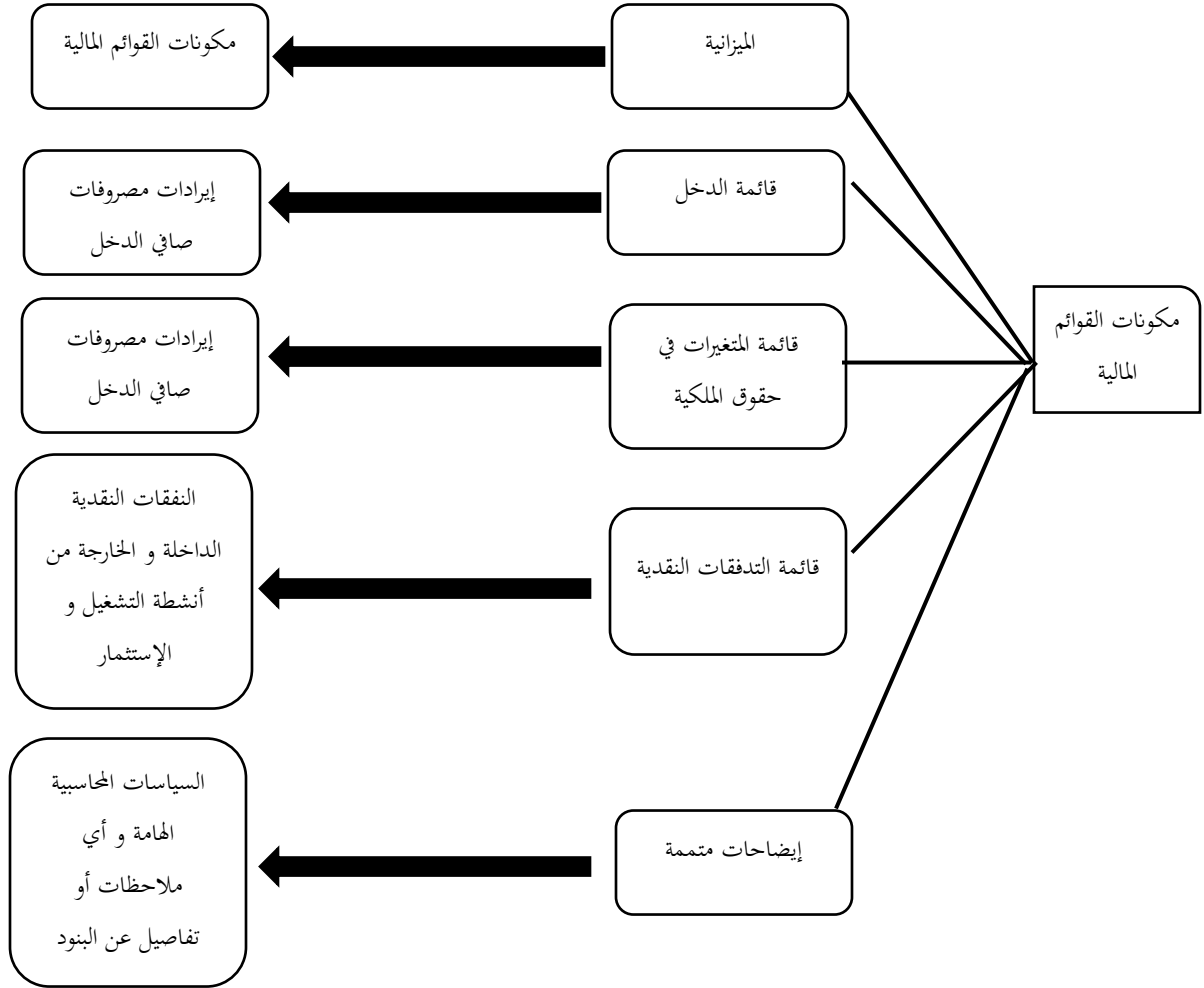 مكونات القوائم
المالية
الميزانية
مكونات القوائم المالية
قائمة الدخل
إيرادات مصروفات
صافي الدخل
قائمة المتغيرات في
حقوق الملكية
إيرادات مصروفات
صافي الدخل
قائمة التدفقات النقدية
النفقات النقدية
الداخلة و الخارجة من
أنشطة التشغيل و
الإستثمار
إيضاحات متممة
السياسات المحاسبية
الهامة و أي
ملاحظات أو
تفاصيل عن البنود